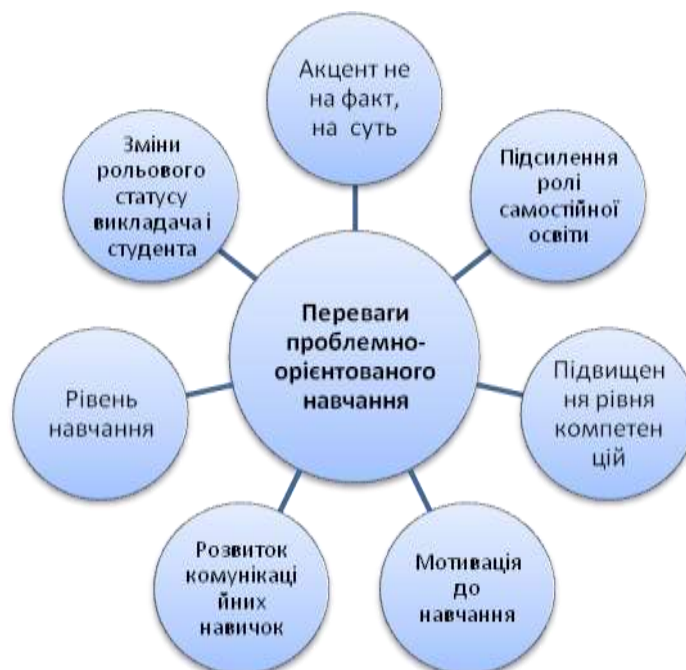 Акцент не
на факт,
на суть
Підсилення
ролі
самостійної
освіти
Підвищен
ня рівня
компетен
цій
Мотивація
до
навчання
Розвиток
комунікаці
йних
навичок
Рівень
навчання
Зміни
рольового
статусу
викладача і
студента
Переваги
проблемно-
орієнтованого
навчання